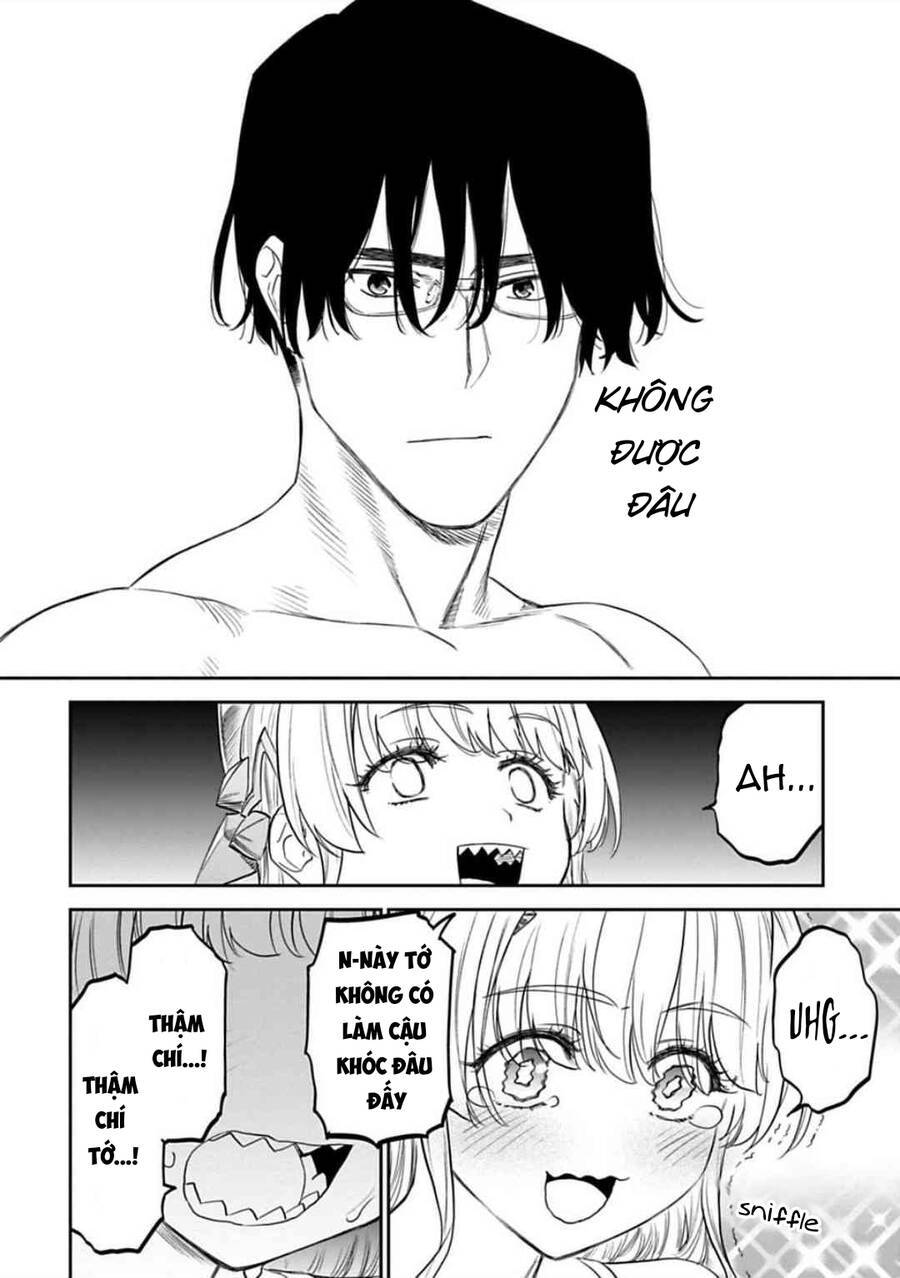 KHÔNG
ĐƯỢC
ĐÂU
AH...
UHG...
sniffle
N-NÀY TỚ
KHÔNG CÓ
LÀM CẬU
KHÓC ĐÂU
ĐẤY
THẬM
CHÍ...!
THẬM
CHÍ
TỚ...!